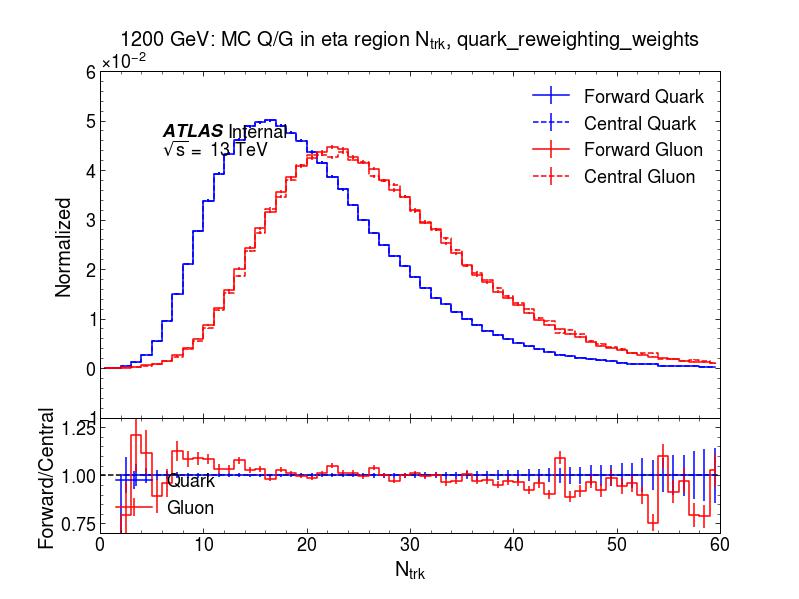 1200 GeV: MC Q/G in eta region N_trk, quark_reweighting_weights
×10⁻²
6
5
4
3
2
1
0
−1
Normalized
ATLAS Internal
√s = 13 TeV
Forward Quark
Central Quark
Forward Gluon
Central Gluon
1.25
1.00
0.75
Forward/Central
Quark
Gluon
0 10 20 30 40 50 60
N_trk